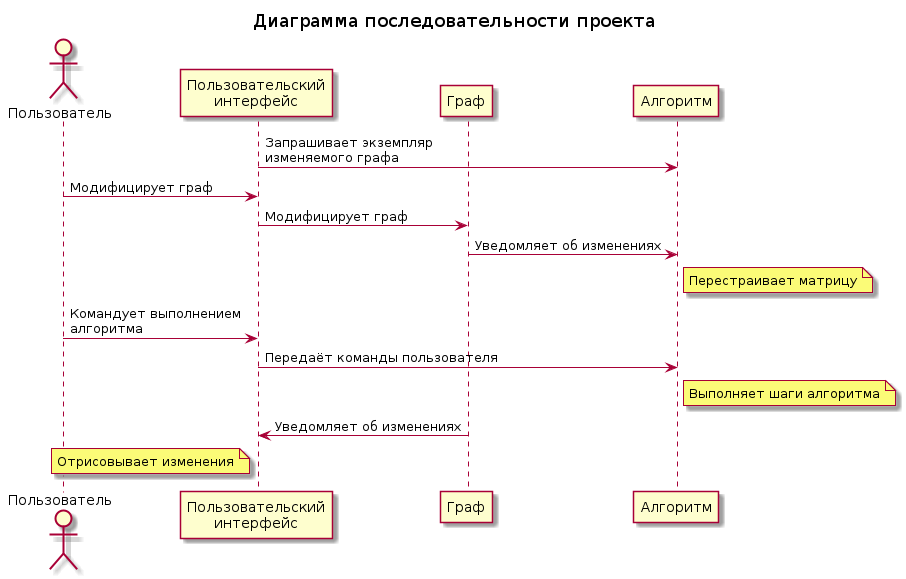 Диаграмма последовательности проекта
Пользователь
Пользовательский
интерфейс
Граф
Алгоритм
Запрашивает экземпляр
изменяемого графа
Модифицирует граф
Модифицирует граф
Уведомляет об изменениях
Перестраивает матрицу
Командует выполнением
алгоритма
Передаёт команды пользователя
Выполняет шаги алгоритма
Уведомляет об изменениях
Отрисовывает изменения
Пользователь
Пользовательский
интерфейс
Граф
Алгоритм